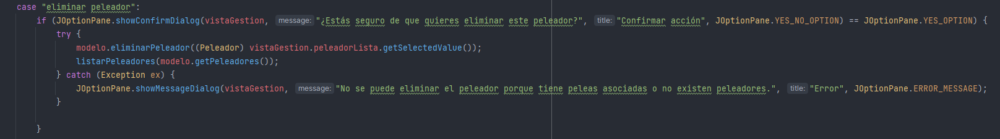 case "eliminar peleador":
if (JOptionPane.showConfirmDialog(vistaGestion, message: "¿Estás seguro de que quieres eliminar este peleador?", title: "Confirmar acción", JOptionPane.YES_NO_OPTION) == JOptionPane.YES_OPTION) {
try {
modelo.eliminarPeleador((Peleador) vistaGestion.peleadorLista.getSelectedValue());
listarPeleadores(modelo.getPeleadores());
} catch (Exception ex) {
JOptionPane.showMessageDialog(vistaGestion, message: "No se puede eliminar el peleador porque tiene peleas asociadas o no existen peleadores.", title: "Error", JOptionPane.ERROR_MESSAGE);
}
}